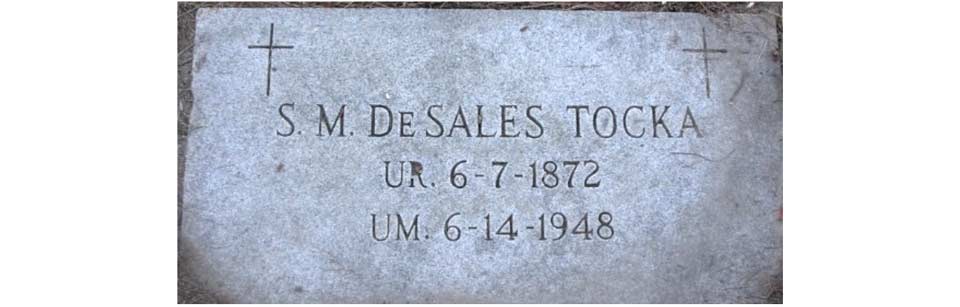 S. M. DeSALES TOCKA
UR. 6-7-1872
UM. 6-14-1948